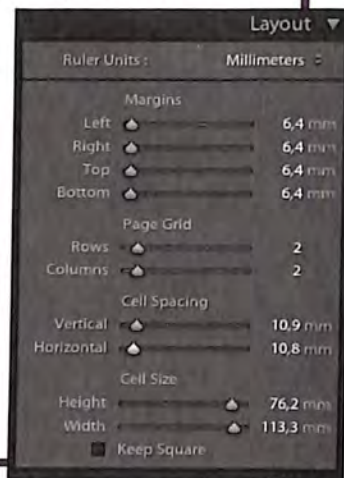 Layout ▼
Ruler Units : Millimeters
Margins
Left 6,4 mm
Right 6,4 mm
Top 6,4 mm
Bottom 6,4 mm
Page Grid
Rows 2
Columns 2
Cell Spacing
Vertical 10,9 mm
Horizontal 10,8 mm
Cell Size
Height 76,2 mm
Width 113,3 mm
Keep Square